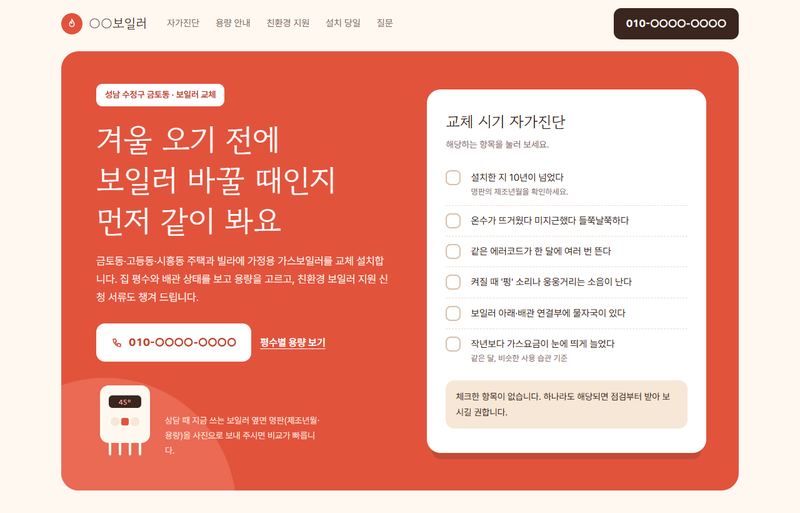 ○○보일러
자가진단
용량 안내
친환경 지원
설치 당일
질문
010-○○○○-○○○○
성남 수정구 금토동 · 보일러 교체
겨울 오기 전에
보일러 바꿀 때인지
먼저 같이 봐요
금토동·고등동·시흥동 주택과 빌라에 가정용 가스보일러를 교체 설치합
니다. 집 평수와 배관 상태를 보고 용량을 고르고, 친환경 보일러 지원 신
청 서류도 챙겨 드립니다.
010-○○○○-○○○○
평수별 용량 보기
45°
상담 때 지금 쓰는 보일러 옆면 명판(제조년월·
용량)을 사진으로 보내 주시면 비교가 빠릅니
다.
교체 시기 자가진단
해당하는 항목을 눌러 보세요.
설치한 지 10년이 넘었다
명판의 제조년월을 확인하세요.
온수가 뜨거웠다 미지근했다 들쭉날쭉하다
같은 에러코드가 한 달에 여러 번 뜬다
켜질 때 '펑' 소리나 웅웅거리는 소음이 난다
보일러 아래·배관 연결부에 물자국이 있다
작년보다 가스요금이 눈에 띄게 늘었다
같은 달, 비슷한 사용 습관 기준
체크한 항목이 없습니다. 하나라도 해당되면 점검부터 받아 보
시길 권합니다.